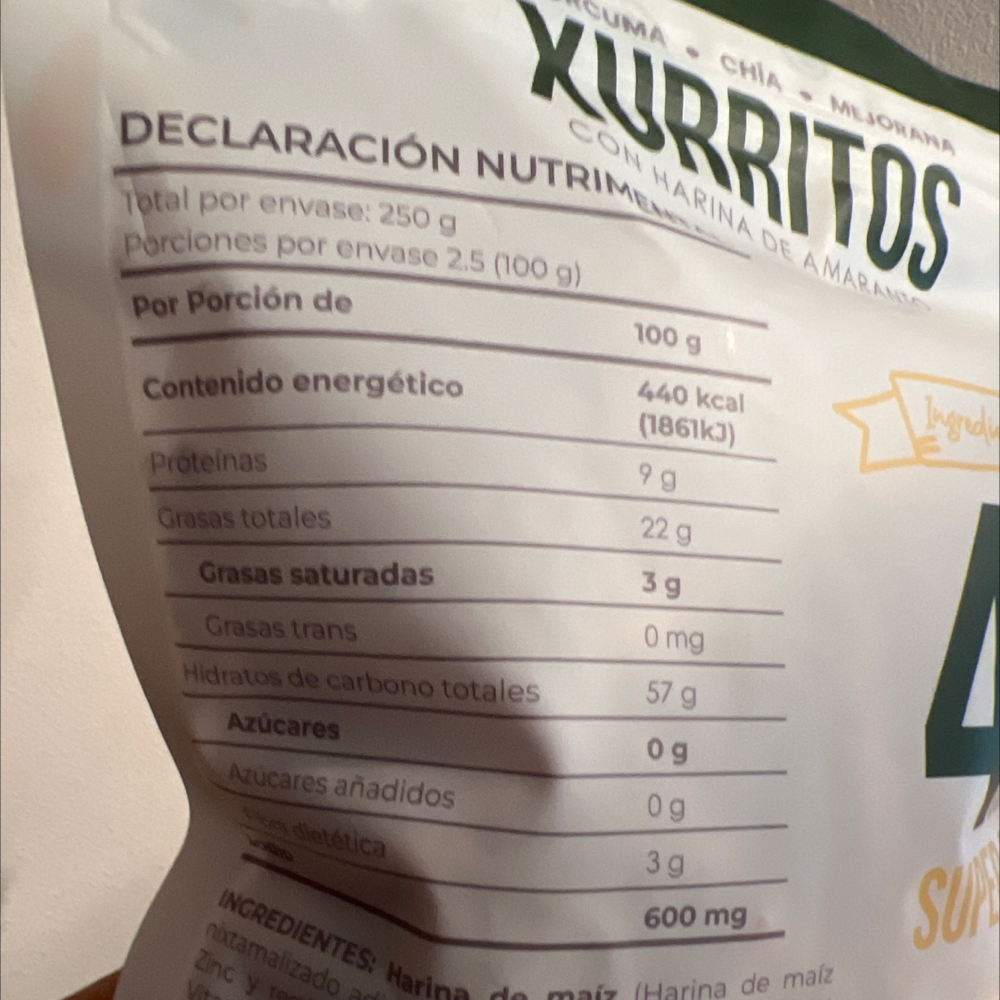 CHÍA • MEJORANA
XURRITOS
CON HARINA DE AMARANTO
DECLARACIÓN
Total por envase: 250 g
Porciones por envase 2.5 (100 g)
Por Porción de 100 g
Contenido energético 440 kcal
(1861kJ)
Proteínas 9 g
Grasas totales 22 g
Grasas saturadas 3 g
Grasas trans 0 mg
Hidratos de carbono totales 57 g
Azúcares 0 g
Azúcares añadidos 0 g
dietética 3 g
600 mg
INGREDIENTES: Harina de maíz (Harina de maíz
nixtamalizado
Zinc y
4